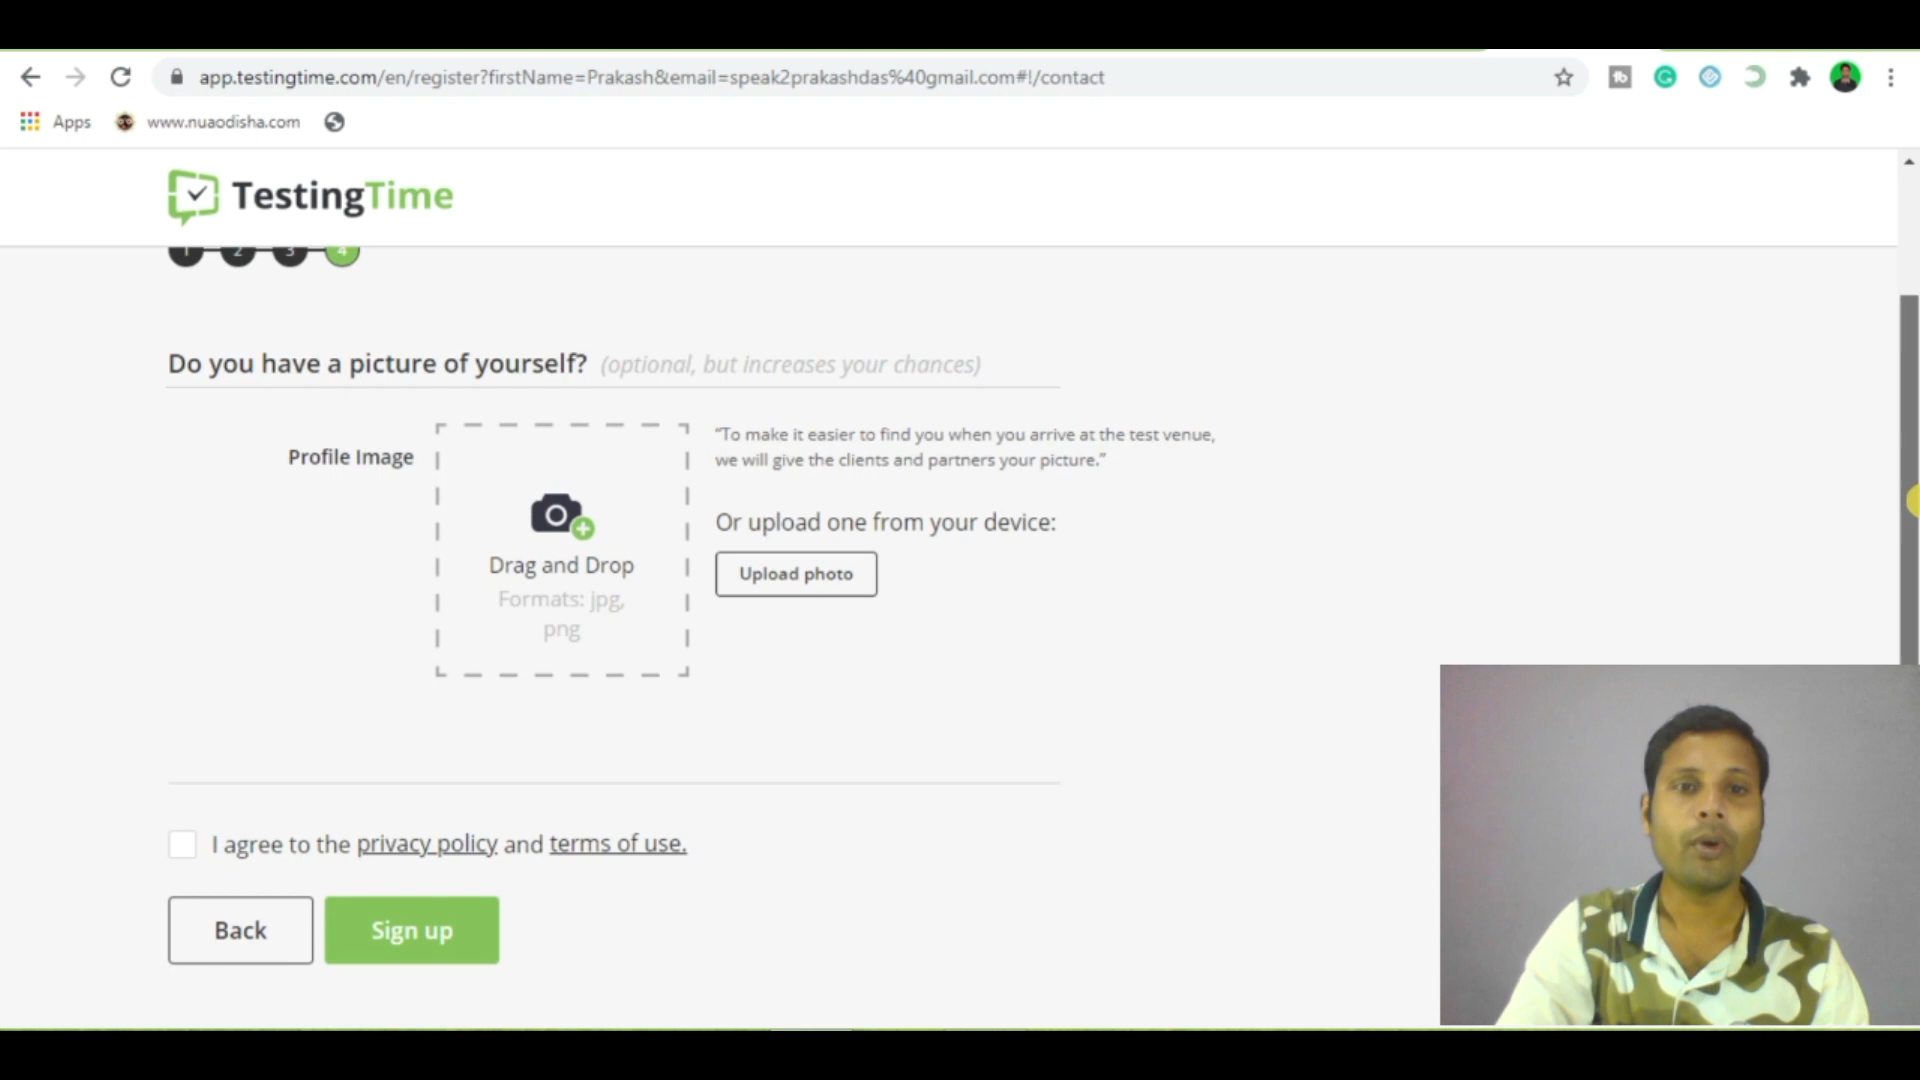 app.testingtime.com/en/register?firstName=Prakash&email=speak2prakashdas%40gmail.com#!/contact
Apps www.nuaodisha.com
TestingTime
1 2 3 4
Do you have a picture of yourself? (optional, but increases your chances)
Profile Image
"To make it easier to find you when you arrive at the test venue,
we will give the clients and partners your picture."
Or upload one from your device:
Upload photo
Drag and Drop
Formats: jpg,
png
I agree to the privacy policy and terms of use.
Back Sign up